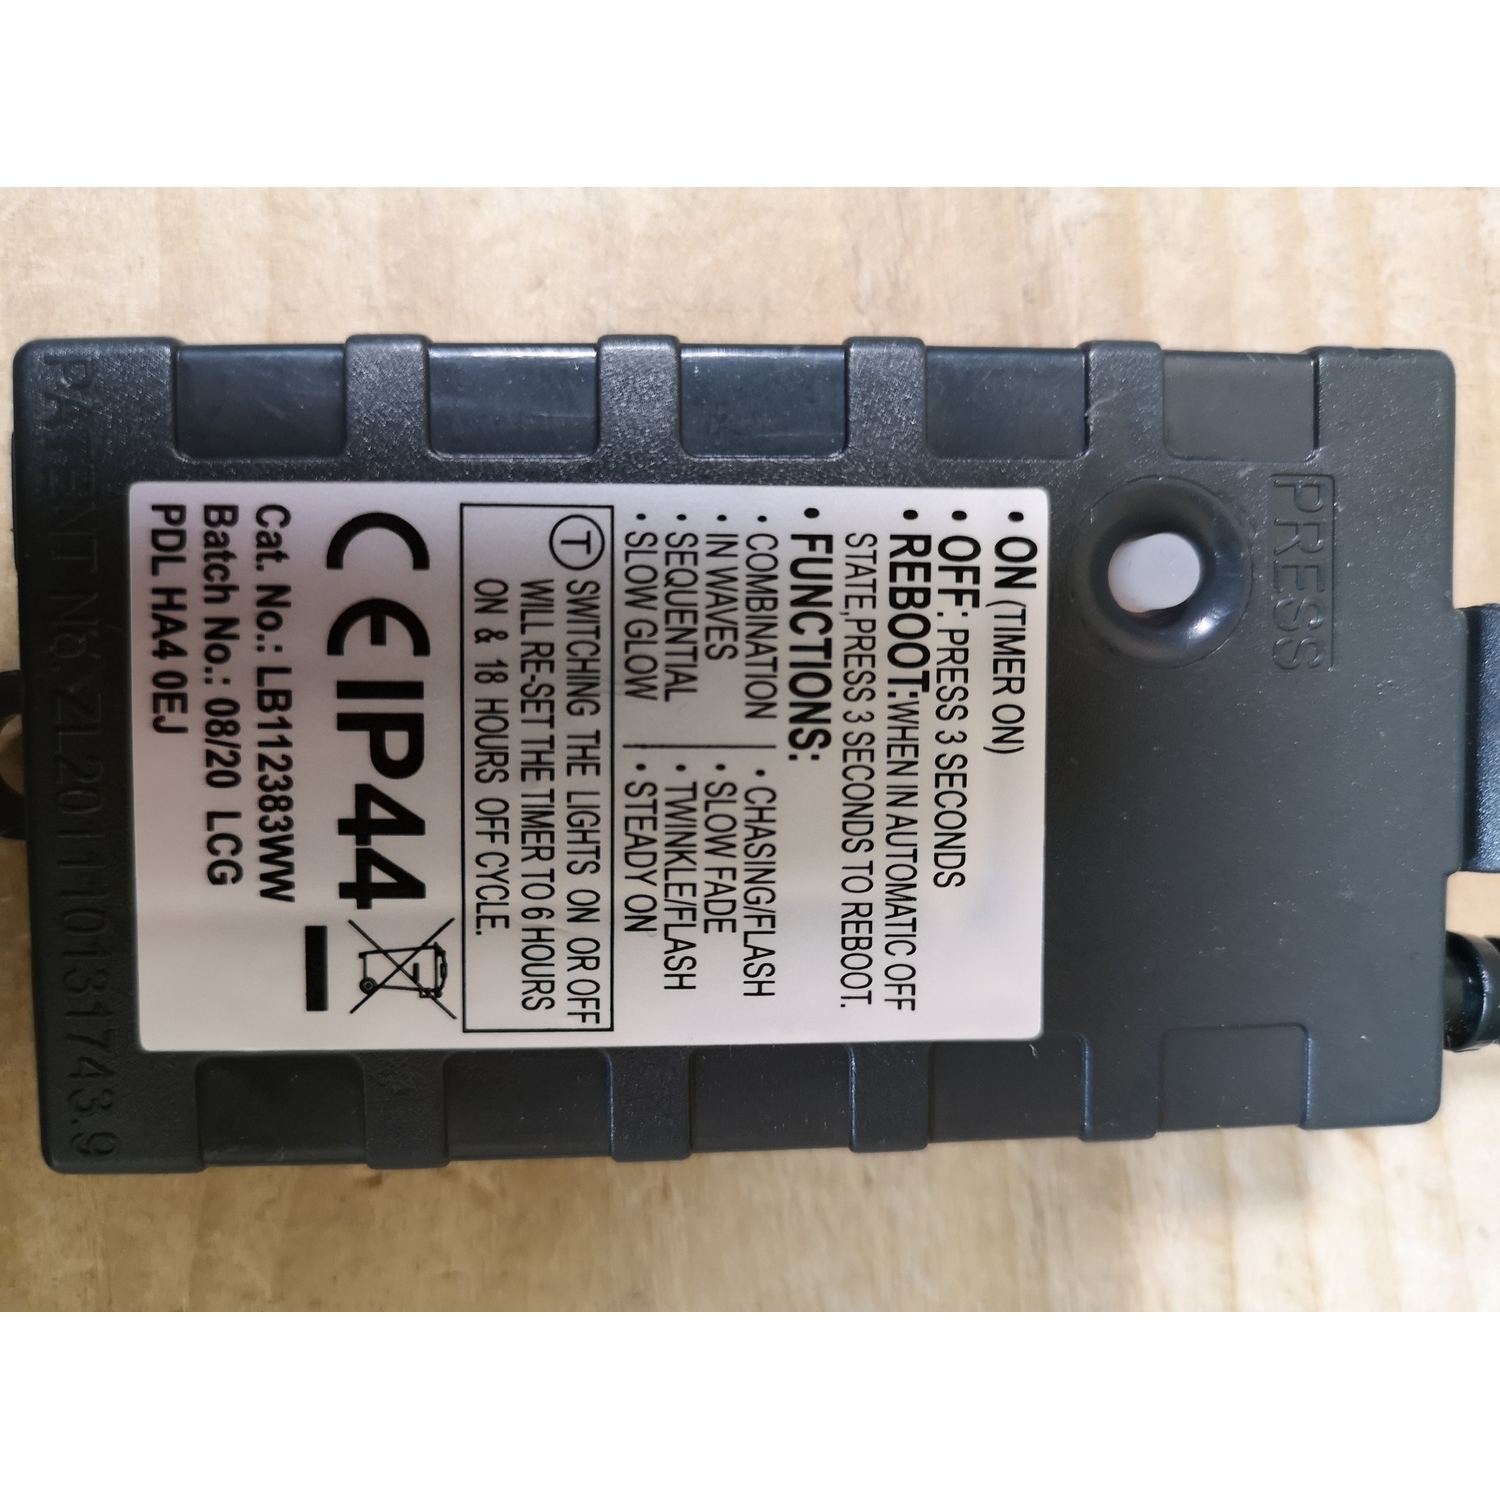 PRESS
• ON (TIMER ON)
• OFF: PRESS 3 SECONDS
• REBOOT:WHEN IN AUTOMATIC OFF
STATE,PRESS 3 SECONDS TO REBOOT.
• FUNCTIONS:
• COMBINATION • CHASING/FLASH
• IN WAVES • SLOW FADE
• SEQUENTIAL • TWINKLE/FLASH
• SLOW GLOW • STEADY ON
T SWITCHING THE LIGHTS ON OR OFF
WILL RE-SET THE TIMER TO 6 HOURS
ON & 18 HOURS OFF CYCLE.
CE IP44
Cat. No.: LB112383WW
Batch No.: 08/20 LCG
PDL HA4 0EJ
PATENT No. ZL201110131743.9